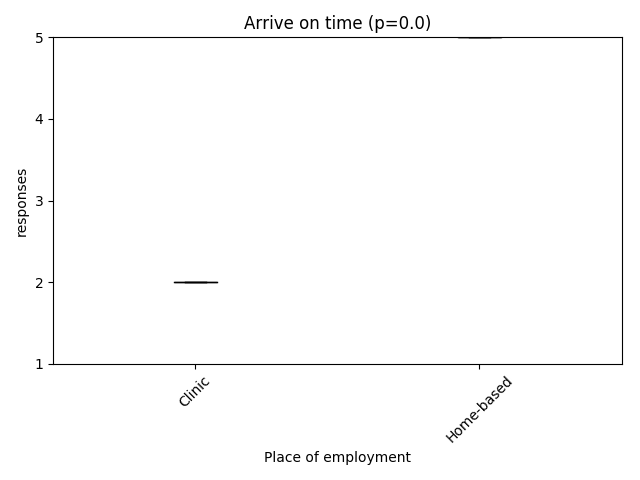 Arrive on time (p=0.0)
5
4
3
2
1
responses
Clinic
Home-based
Place of employment